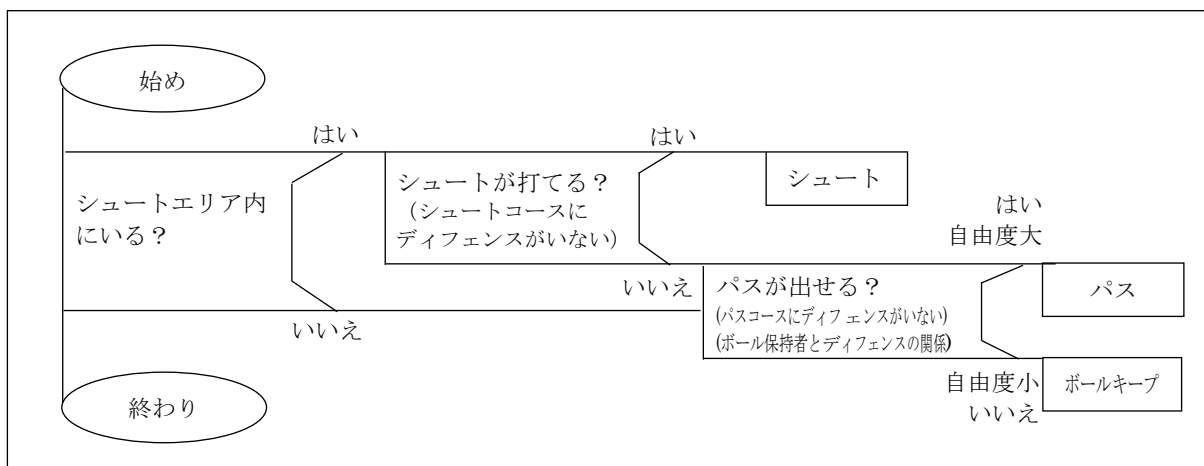 始め
はい
はい
シュートエリア内
にいる？
シュートが打てる？
（シュートコースに
ディフェンスがいない）
シュート
はい
自由度大
いいえ
いいえ
パスが出せる？
(パスコースにディフェンスがいない)
(ボール保持者とディフェンスの関係)
パス
自由度小
いいえ
ボールキープ
終わり